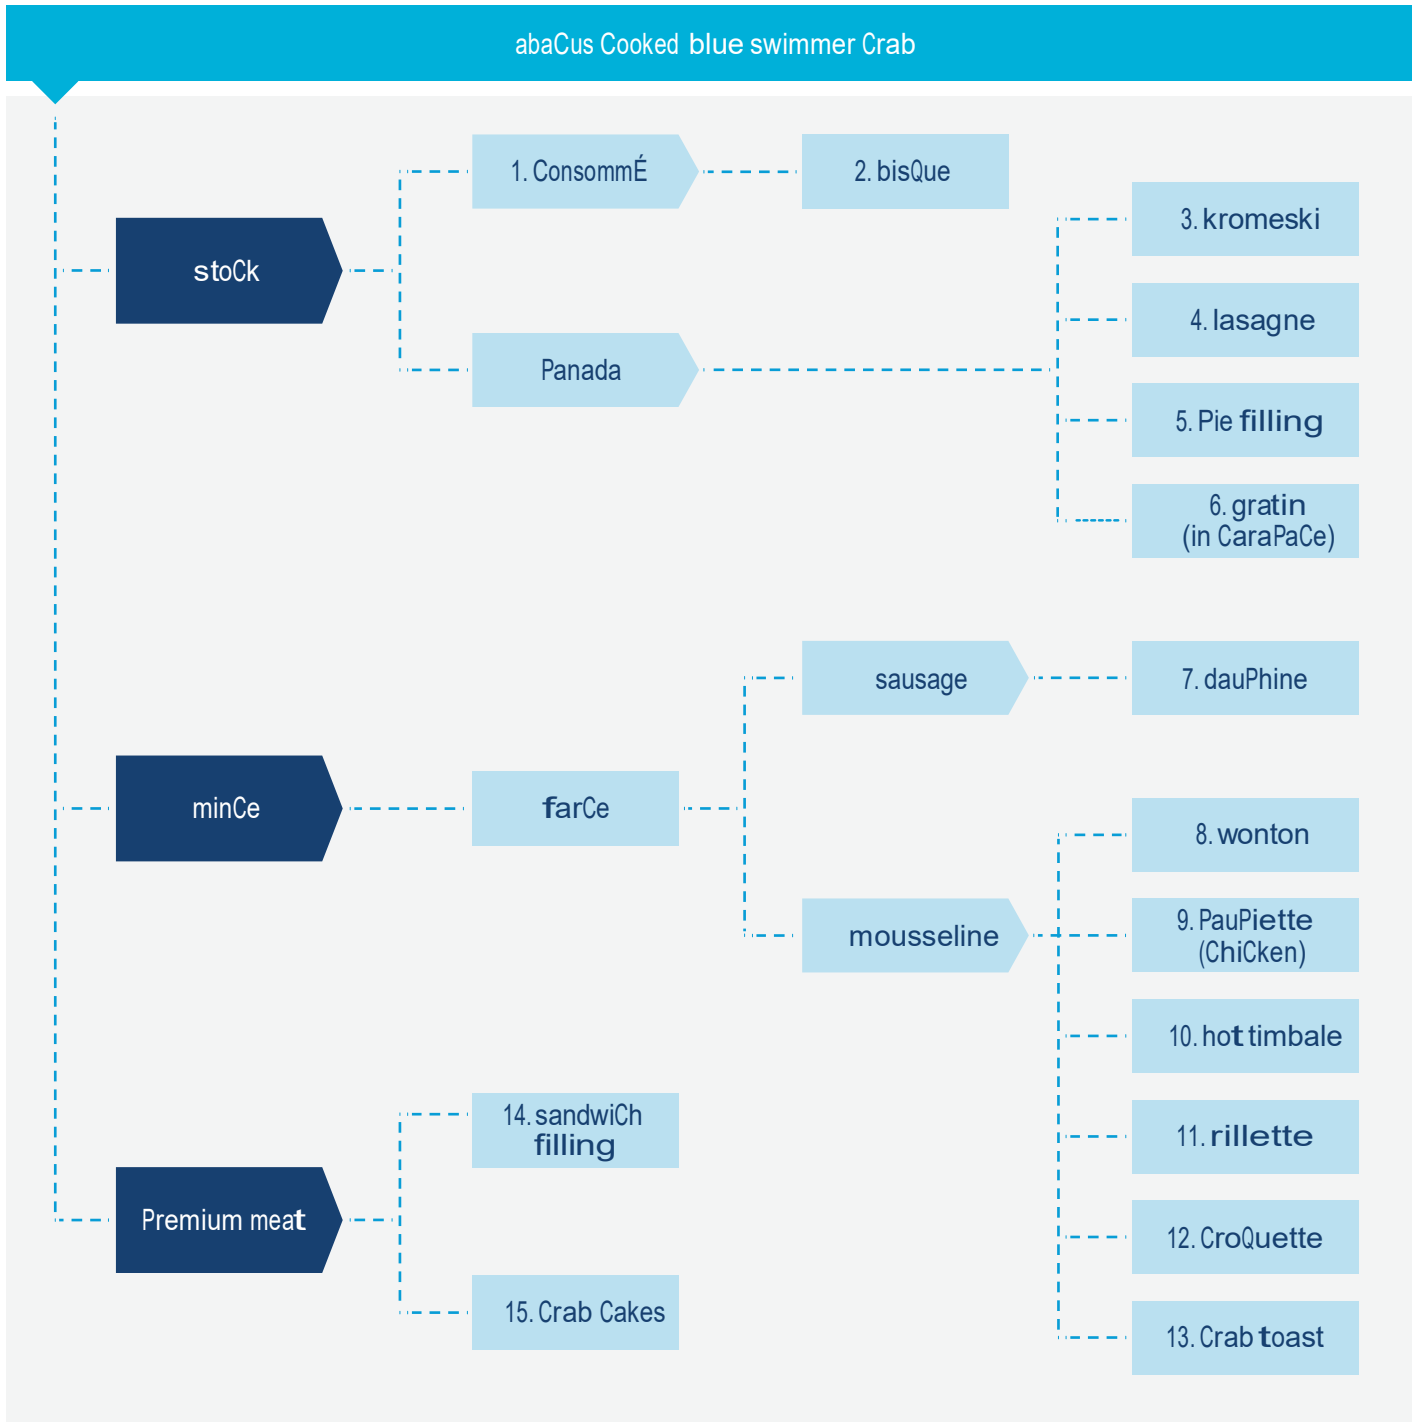 abaCus Cooked blue swimmer Crab
1. ConsommÉ
2. bisQue
3. kromeski
stoCk
4. lasagne
Panada
5. Pie filling
6. gratin
(in CaraPaCe)
sausage
7. dauPhine
minCe
farCe
8. wonton
mousseline
9. PauPiette
(ChiCken)
10. hot timbale
14. sandwiCh
filling
11. rillette
Premium meat
12. CroQuette
15. Crab Cakes
13. Crab toast